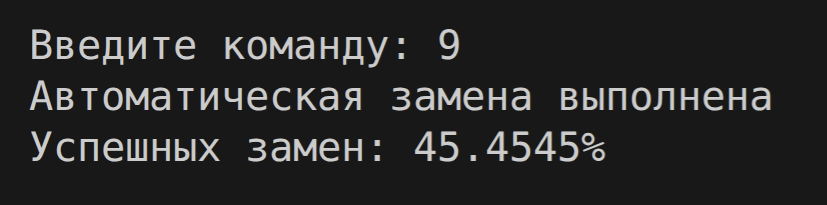 Введите команду: 9
Автоматическая замена выполнена
Успешных замен: 45.4545%